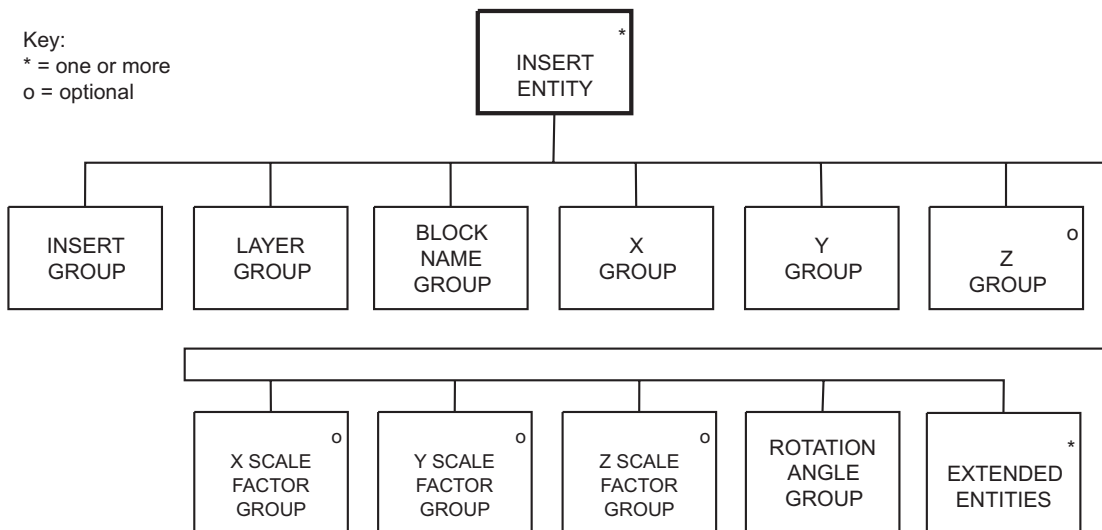 Key:
* = one or more
o = optional
*
INSERT
ENTITY
INSERT
GROUP
LAYER
GROUP
BLOCK
NAME
GROUP
X
GROUP
Y
GROUP
o
Z
GROUP
o
X SCALE
FACTOR
GROUP
o
Y SCALE
FACTOR
GROUP
o
Z SCALE
FACTOR
GROUP
ROTATION
ANGLE
GROUP
*
EXTENDED
ENTITIES